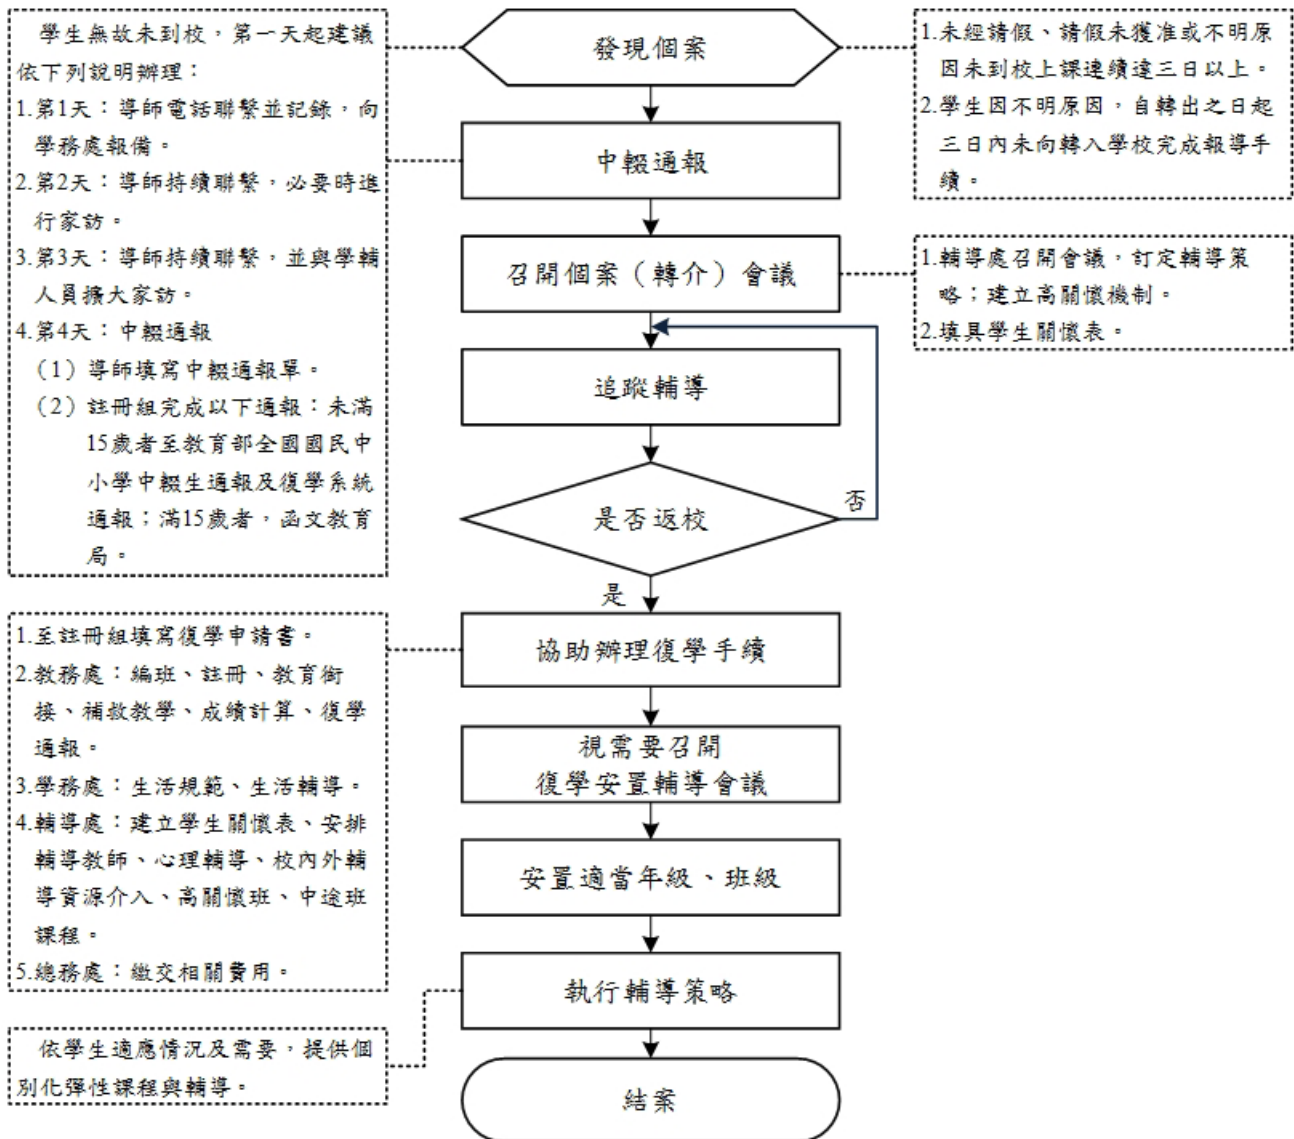 學生無故未到校，第一天起建議
依下列說明辦理：
1.第1天：導師電話聯繫並記錄，向
學務處報備。
2.第2天：導師持續聯繫，必要時進
行家訪。
3.第3天：導師持續聯繫，並與學輔
人員擴大家訪。
4.第4天：中輟通報
（1）導師填寫中輟通報單。
（2）註冊組完成以下通報：未滿
15歲者至教育部全國國民中
小學中輟生通報及復學系統
通報；滿15歲者，函文教育
局。
發現個案
1.未經請假、請假未獲准或不明原
因未到校上課連續達三日以上。
2.學生因不明原因，自轉出之日起
三日內未向轉入學校完成報導手
續。
中輟通報
召開個案（轉介）會議
1.輔導處召開會議，訂定輔導策
略；建立高關懷機制。
2.填具學生關懷表。
追蹤輔導
是否返校
否
是
1.至註冊組填寫復學申請書。
2.教務處：編班、註冊、教育銜
接、補救教學、成績計算、復學
通報。
3.學務處：生活規範、生活輔導。
4.輔導處：建立學生關懷表、安排
輔導教師、心理輔導、校內外輔
導資源介入、高關懷班、中途班
課程。
5.總務處：繳交相關費用。
協助辦理復學手續
視需要召開
復學安置輔導會議
安置適當年級、班級
執行輔導策略
依學生適應情況及需要，提供個
別化彈性課程與輔導。
結案